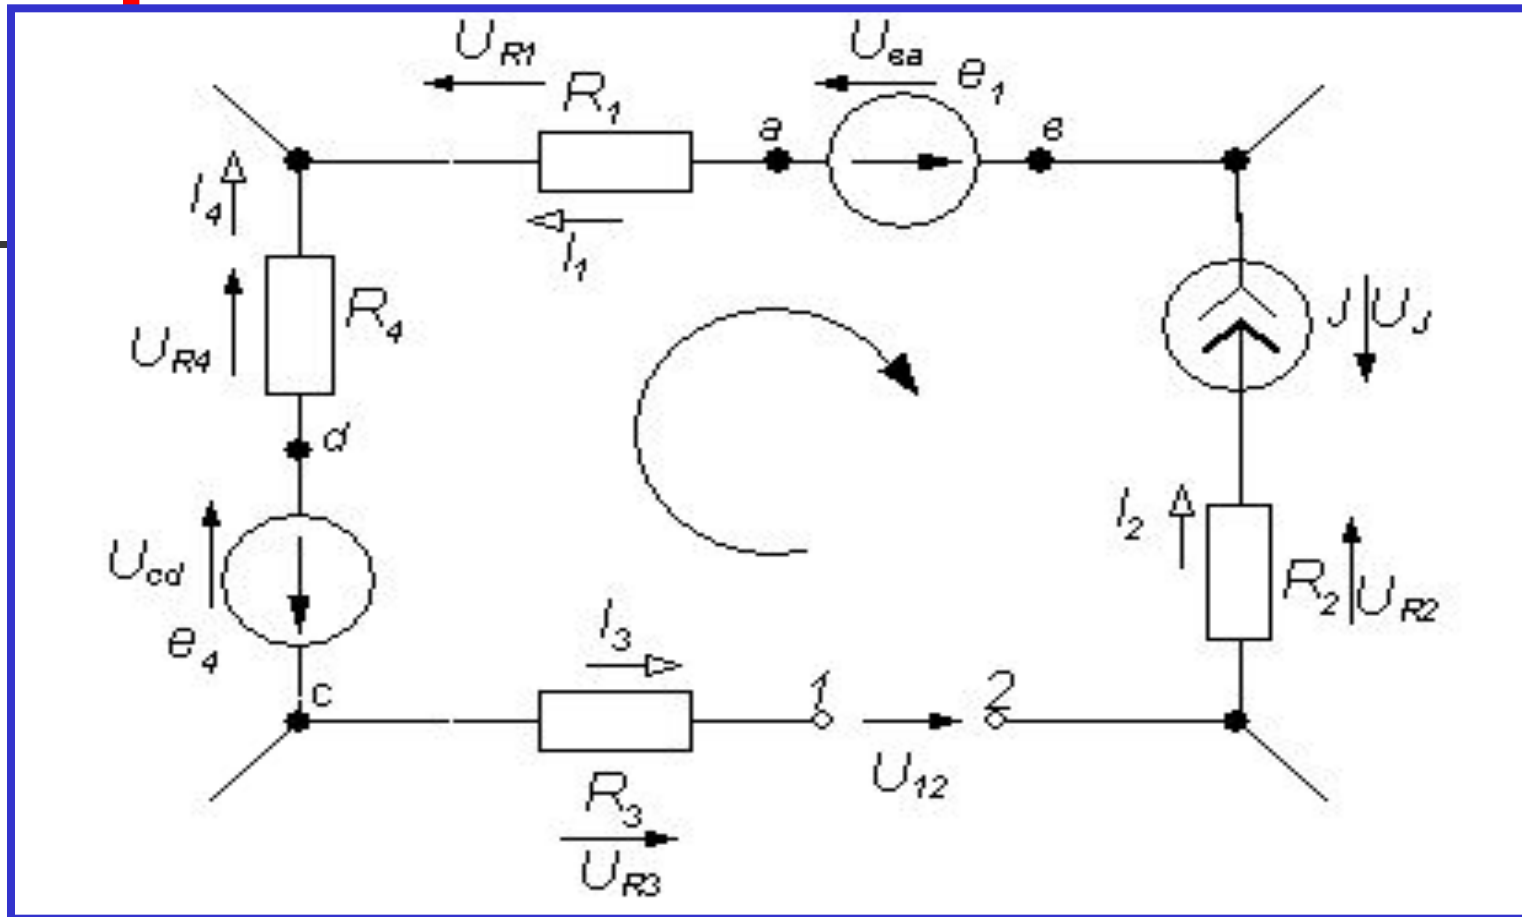 U_R1
U_ва
R_1
e_1
a
в
I_4
I_1
R_4
U_R4
J
U_J
d
I_2
U_cd
R_2
U_R2
e_4
I_3
c
1
2
U_12
R_3
U_R3